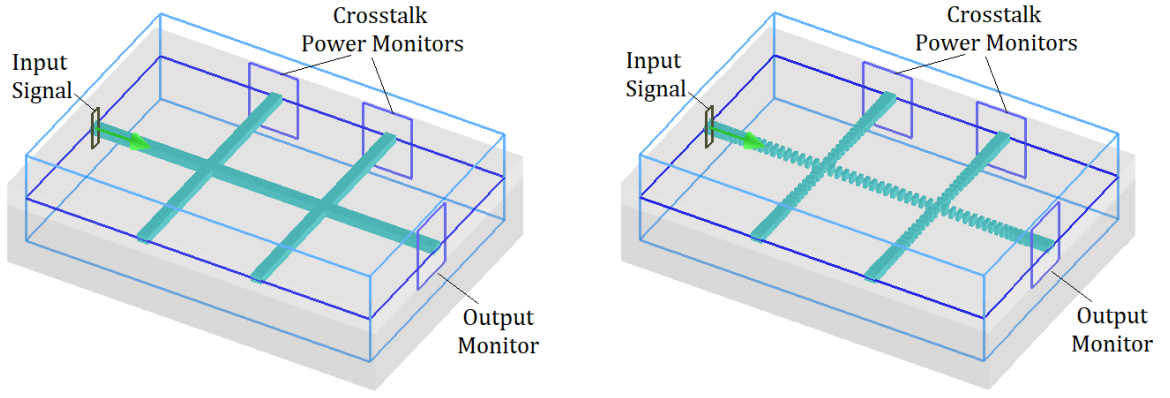 Crosstalk
Power Monitors
Input
Signal
Output
Monitor
Crosstalk
Power Monitors
Input
Signal
Output
Monitor